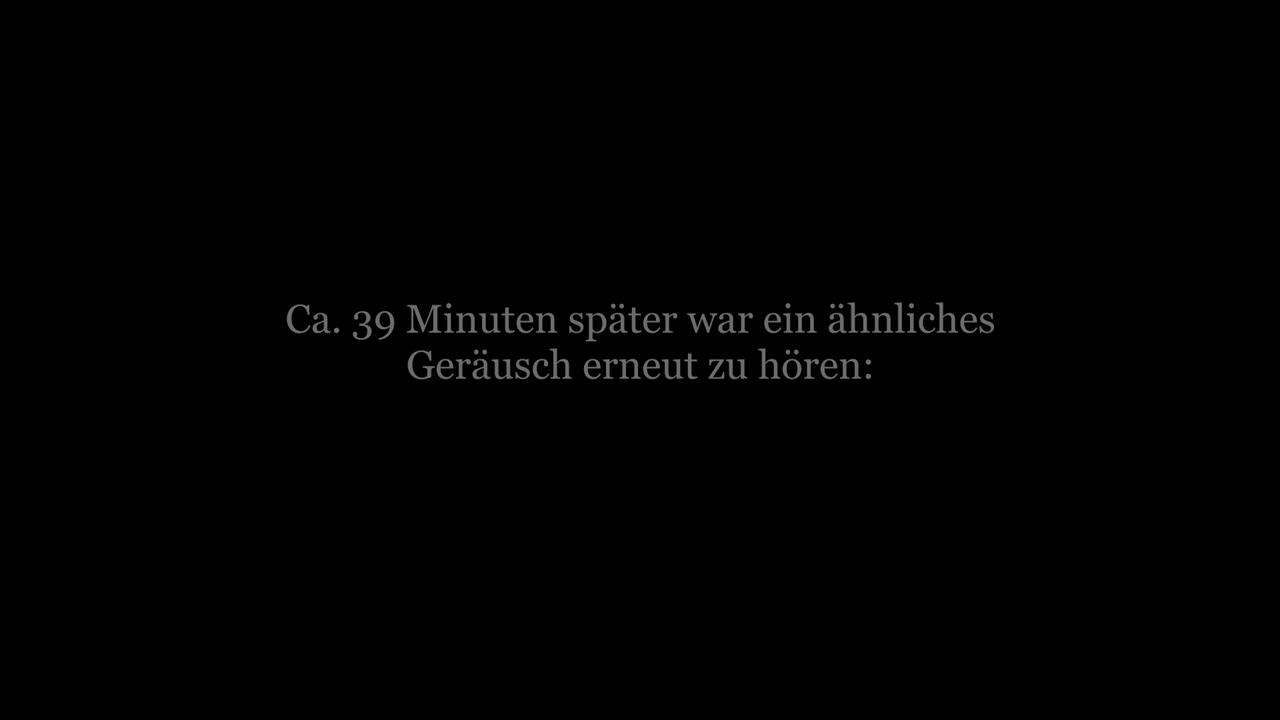 Ca. 39 Minuten später war ein ähnliches
Geräusch erneut zu hören: